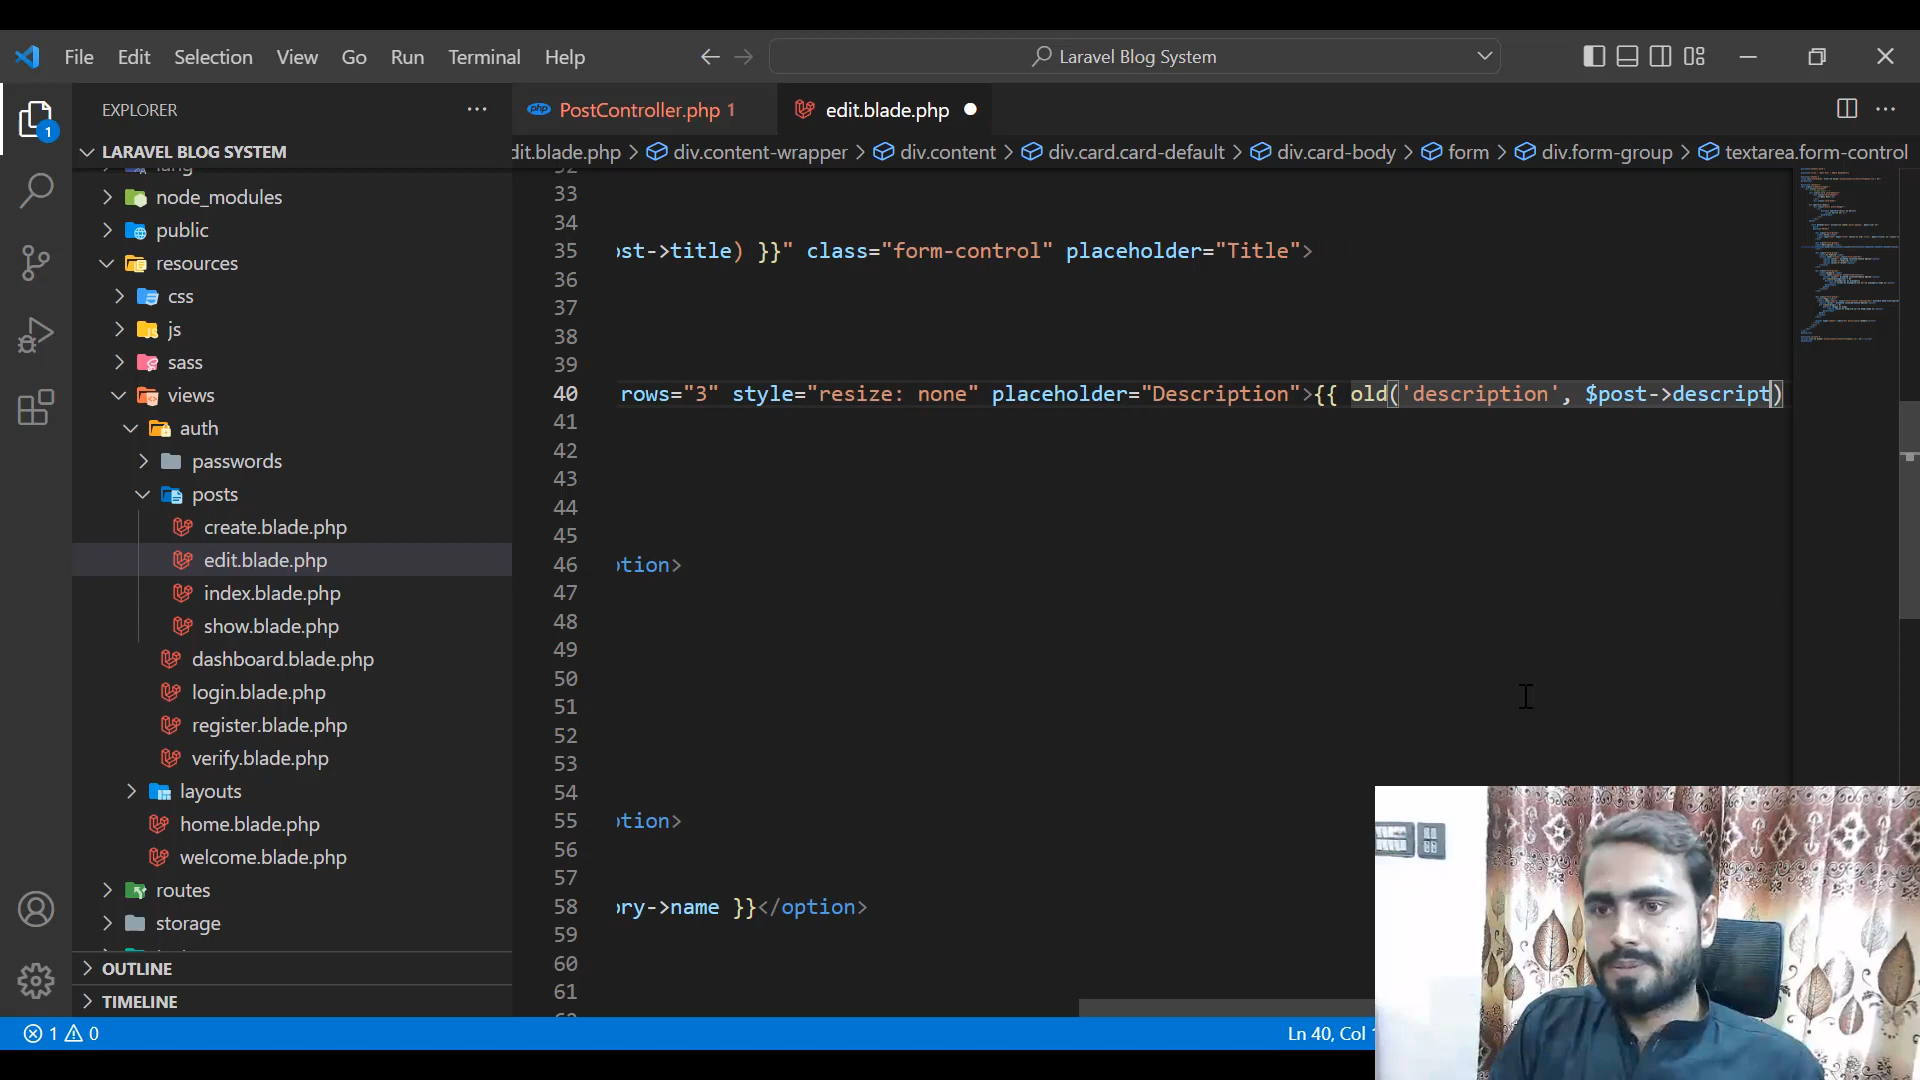 File Edit Selection View Go Run Terminal Help
Laravel Blog System
EXPLORER
PostController.php 1
edit.blade.php
LARAVEL BLOG SYSTEM
dit.blade.php > div.content-wrapper > div.content > div.card.card-default > div.card-body > form > div.form-group > textarea.form-control
lang
node_modules
public
resources
css
js
sass
views
auth
passwords
posts
create.blade.php
edit.blade.php
index.blade.php
show.blade.php
dashboard.blade.php
login.blade.php
register.blade.php
verify.blade.php
layouts
home.blade.php
welcome.blade.php
routes
storage
OUTLINE
TIMELINE
1
32
33
34
35 ost->title) }}" class="form-control" placeholder="Title">
36
37
38
39
40 rows="3" style="resize: none" placeholder="Description">{{ old('description', $post->descript)
41
42
43
44
45
46 ption>
47
48
49
50
51
52
53
54
55 ption>
56
57
58 ory->name }}</option>
59
60
61
1 0
Ln 40, Col